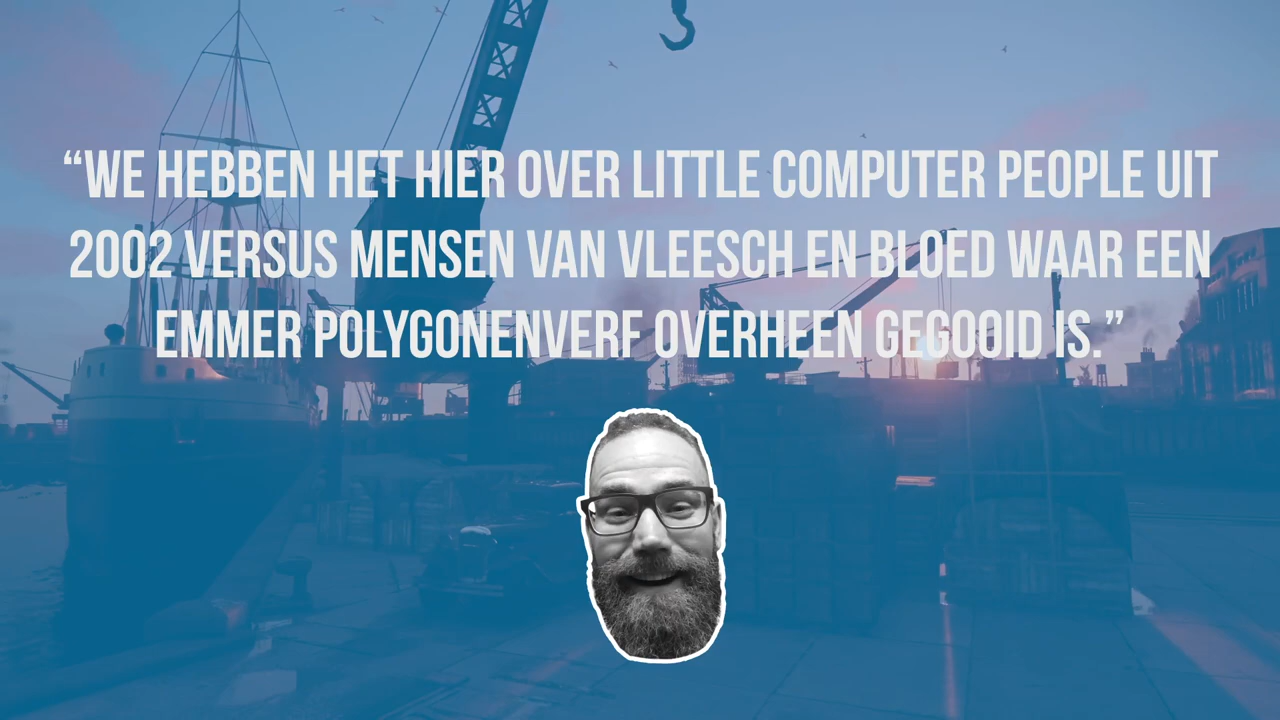 “WE HEBBEN HET HIER OVER LITTLE COMPUTER PEOPLE UIT
2002 VERSUS MENSEN VAN VLEESCH EN BLOED WAAR EEN
EMMER POLYGONENVERF OVERHEEN GEGOOID IS.”